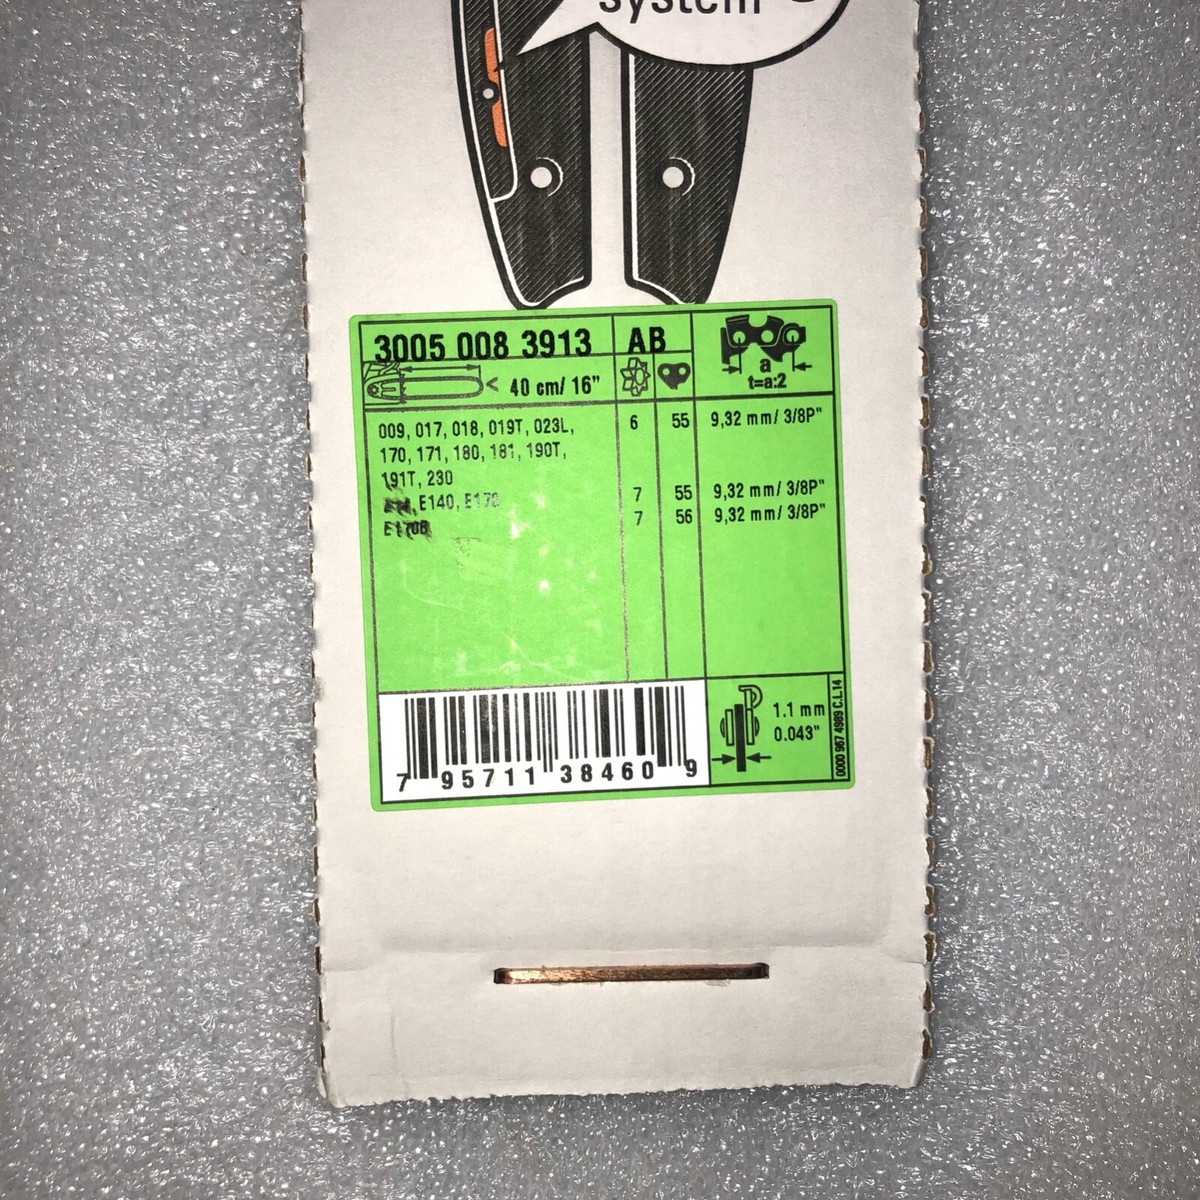 system
3005 008 3913 AB
a
t=a:2
< 40 cm/ 16"
009, 017, 018, 019T, 023L, 6 55 9,32 mm/ 3/8P"
170, 171, 180, 181, 190T,
191T, 230
E140, 7 55 9,32 mm/ 3/8P"
7 56 9,32 mm/ 3/8P"
1.1 mm
0.043"
0000 967 4989 C.L.14
7 95711 38460 9